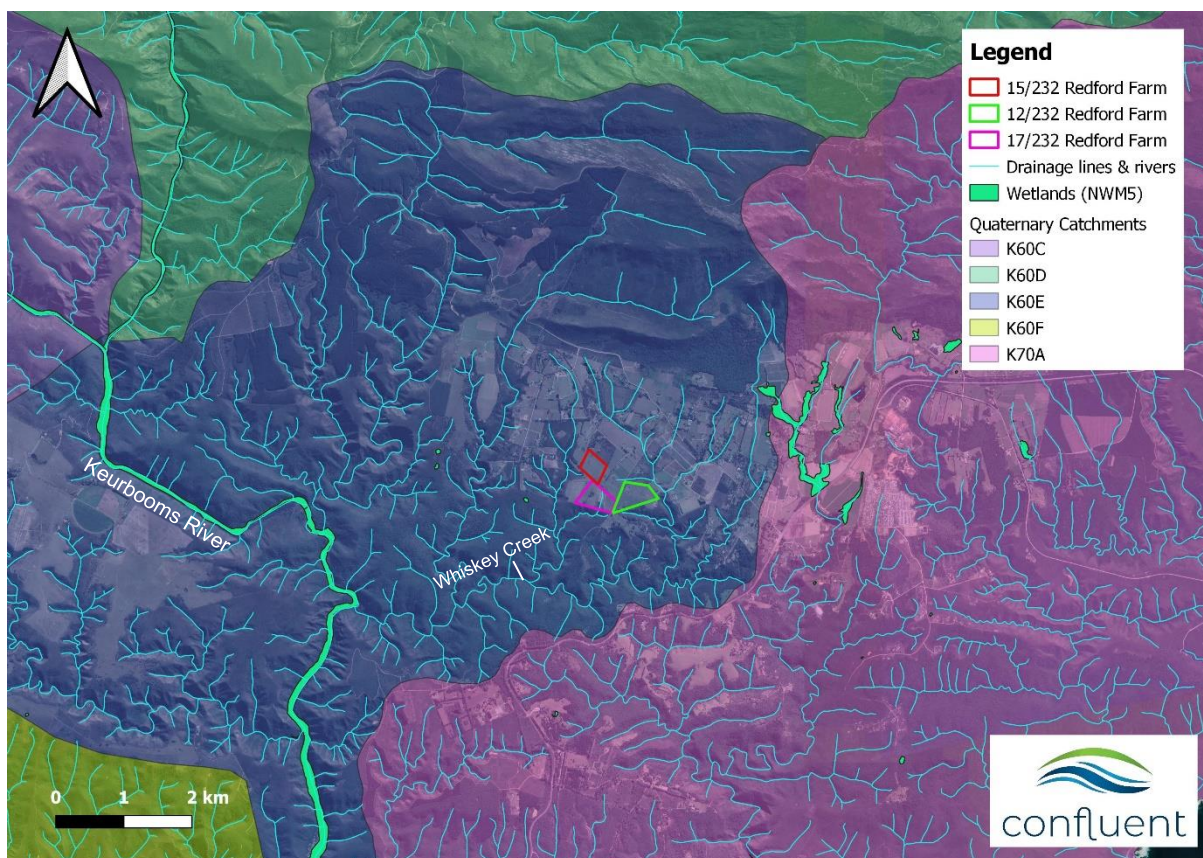 Legend
15/232 Redford Farm
12/232 Redford Farm
17/232 Redford Farm
Drainage lines & rivers
Wetlands (NWM5)
Quaternary Catchments
K60C
K60D
K60E
K60F
K70A
Keurbooms River
Whiskey Creek
0 1 2 km
confluent